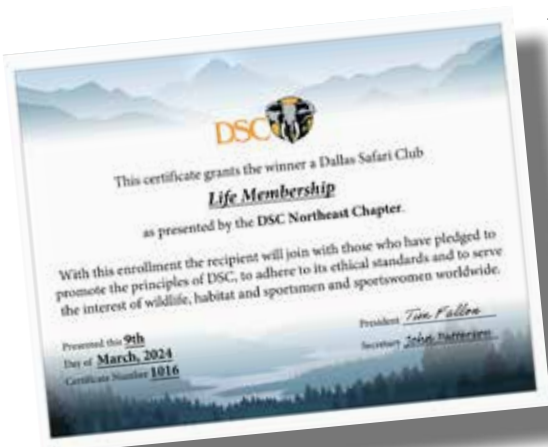 DSC
This certificate grants the winner a Dallas Safari Club
Life Membership
as presented by the DSC Northeast Chapter.
With this enrollment the recipient will join with those who have pledged to
promote the principles of DSC, to adhere to its ethical standards and to serve
the interest of wildlife, habitat and sportsmen and sportswomen worldwide.
Presented this 9th
Day of March, 2024
Certificate Number 1016
President Tim Fallon
Secretary John Patterson